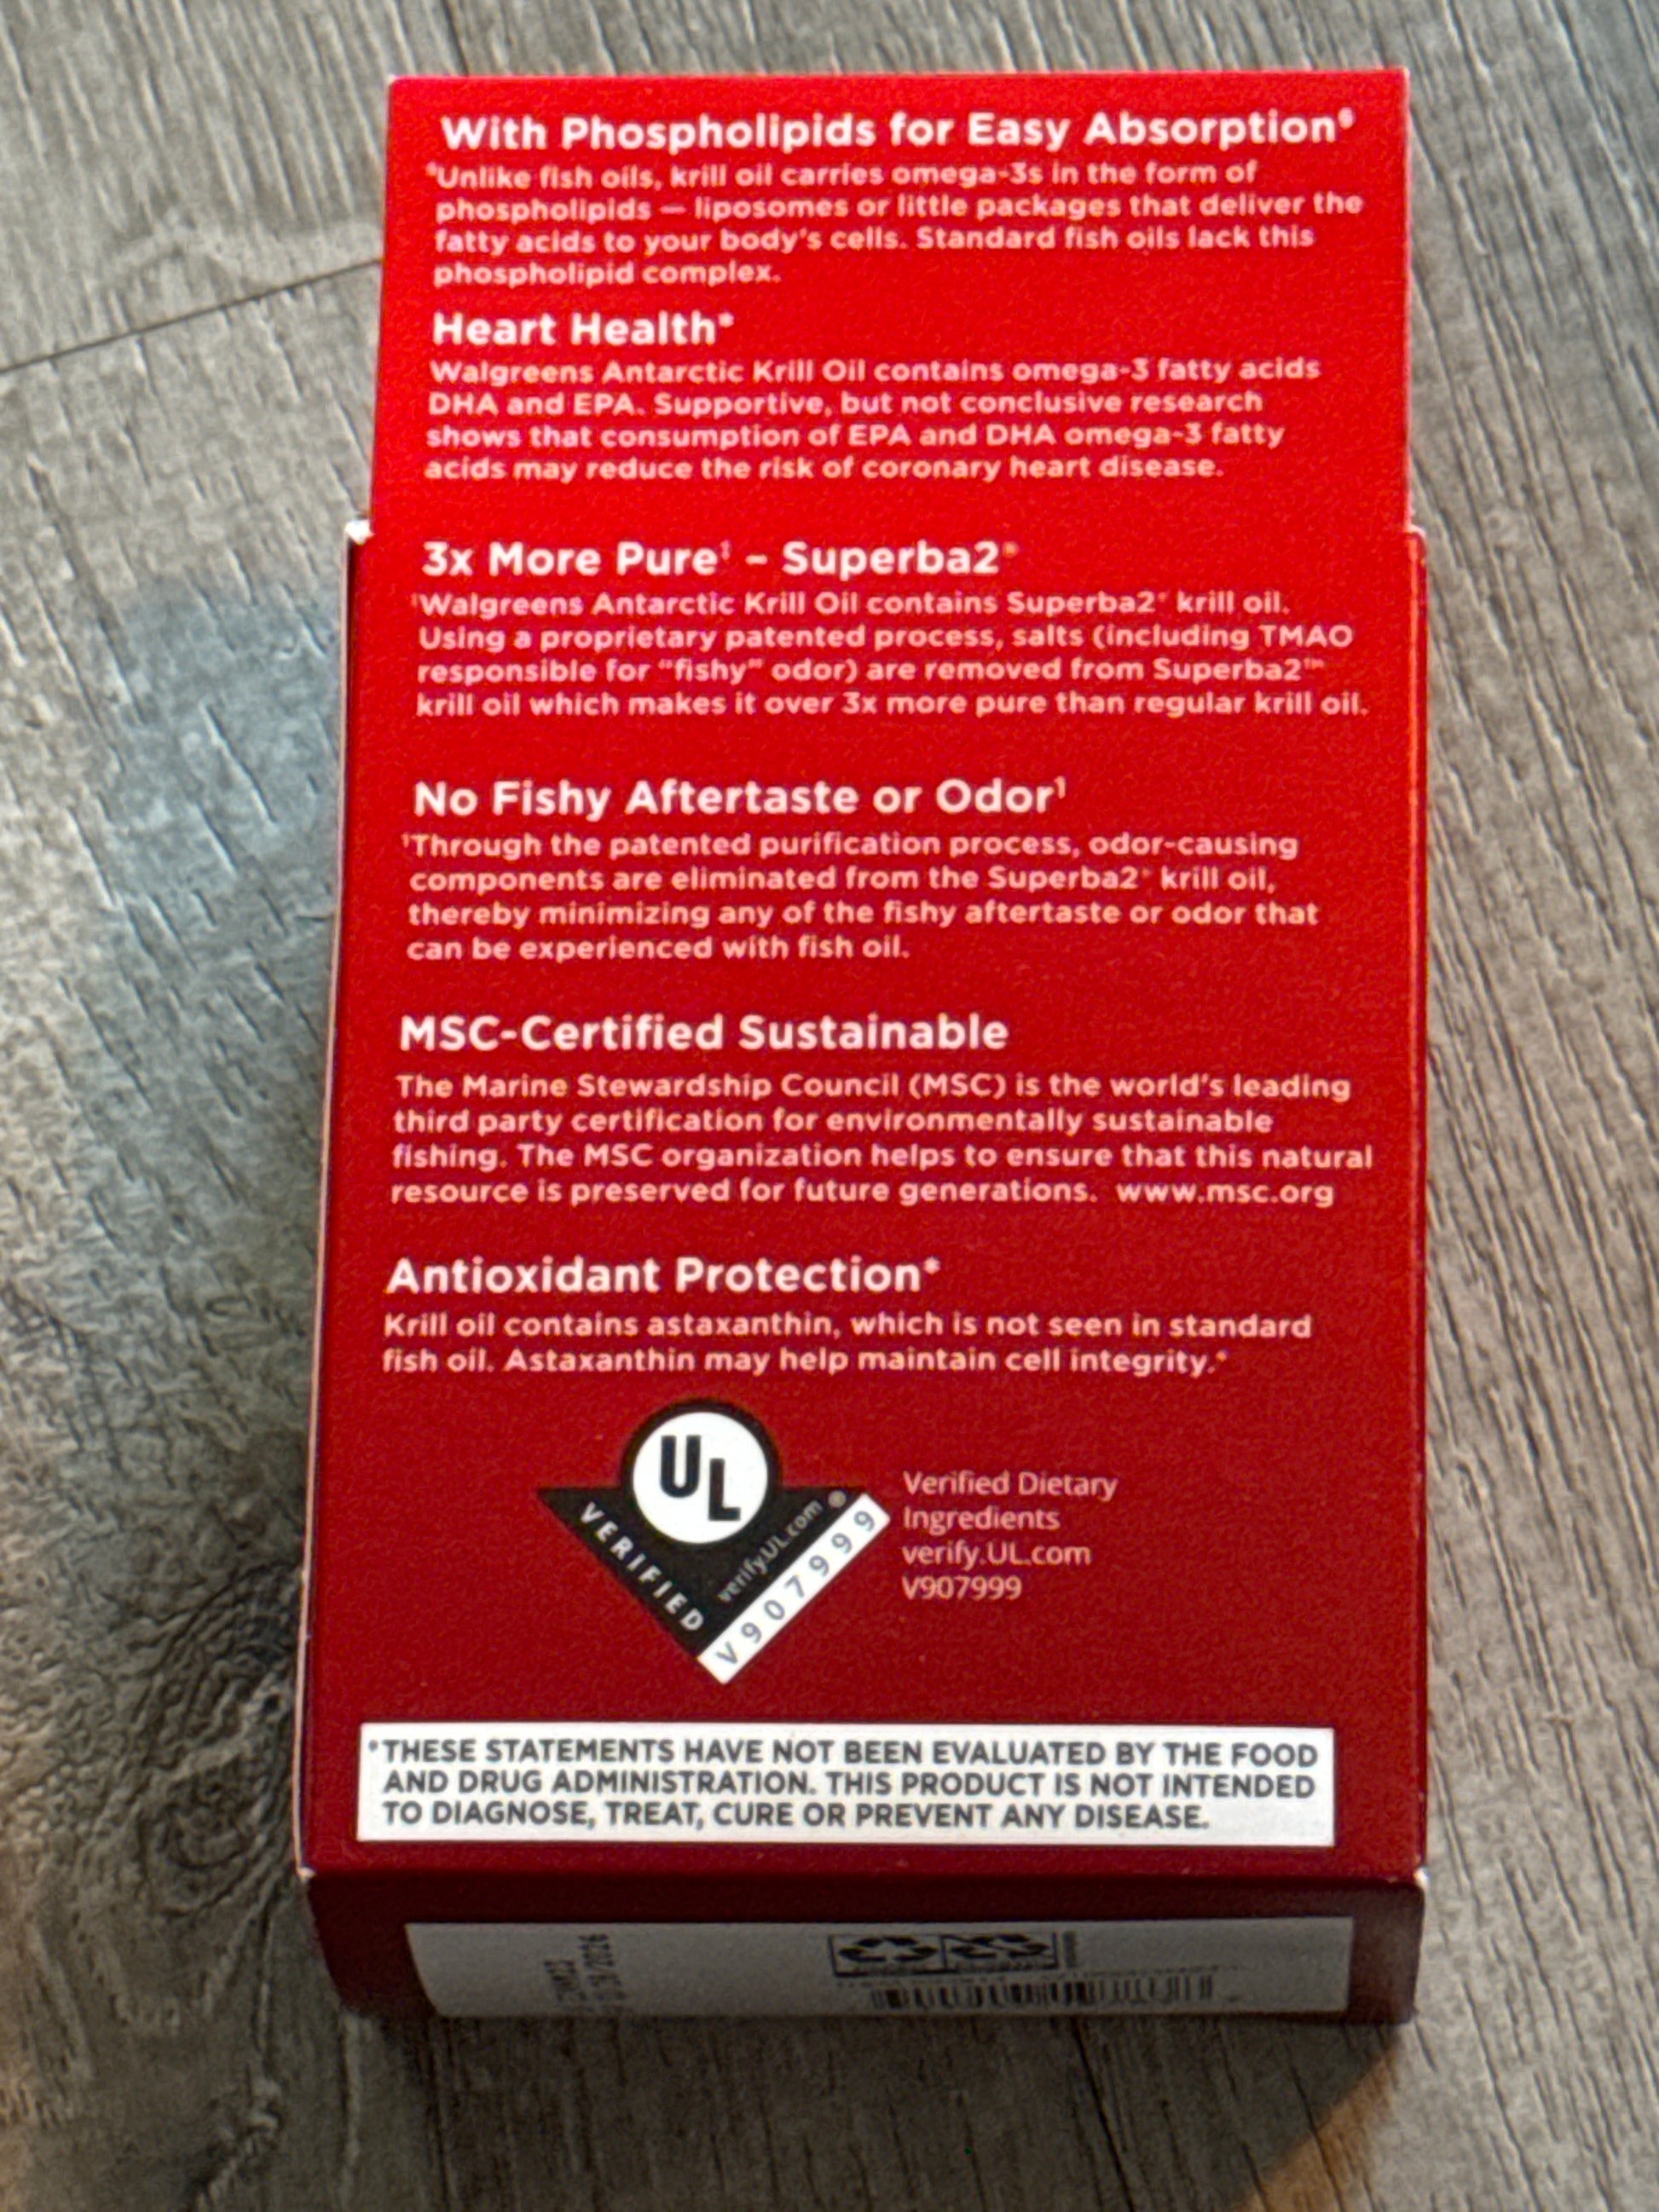 With Phospholipids for Easy Absorption⁶
⁶Unlike fish oils, krill oil carries omega-3s in the form of
phospholipids — liposomes or little packages that deliver the
fatty acids to your body's cells. Standard fish oils lack this
phospholipid complex.
Heart Health*
Walgreens Antarctic Krill Oil contains omega-3 fatty acids
DHA and EPA. Supportive, but not conclusive research
shows that consumption of EPA and DHA omega-3 fatty
acids may reduce the risk of coronary heart disease.
3x More Pure‡ – Superba2®
‡Walgreens Antarctic Krill Oil contains Superba2® krill oil.
Using a proprietary patented process, salts (including TMAO
responsible for "fishy" odor) are removed from Superba2™
krill oil which makes it over 3x more pure than regular krill oil.
No Fishy Aftertaste or Odor¹
¹Through the patented purification process, odor-causing
components are eliminated from the Superba2® krill oil,
thereby minimizing any of the fishy aftertaste or odor that
can be experienced with fish oil.
MSC-Certified Sustainable
The Marine Stewardship Council (MSC) is the world's leading
third party certification for environmentally sustainable
fishing. The MSC organization helps to ensure that this natural
resource is preserved for future generations. www.msc.org
Antioxidant Protection*
Krill oil contains astaxanthin, which is not seen in standard
fish oil. Astaxanthin may help maintain cell integrity.*
UL
VERIFIED
verify.UL.com
V907999
Verified Dietary
Ingredients
verify.UL.com
V907999
*THESE STATEMENTS HAVE NOT BEEN EVALUATED BY THE FOOD
AND DRUG ADMINISTRATION. THIS PRODUCT IS NOT INTENDED
TO DIAGNOSE, TREAT, CURE OR PREVENT ANY DISEASE.